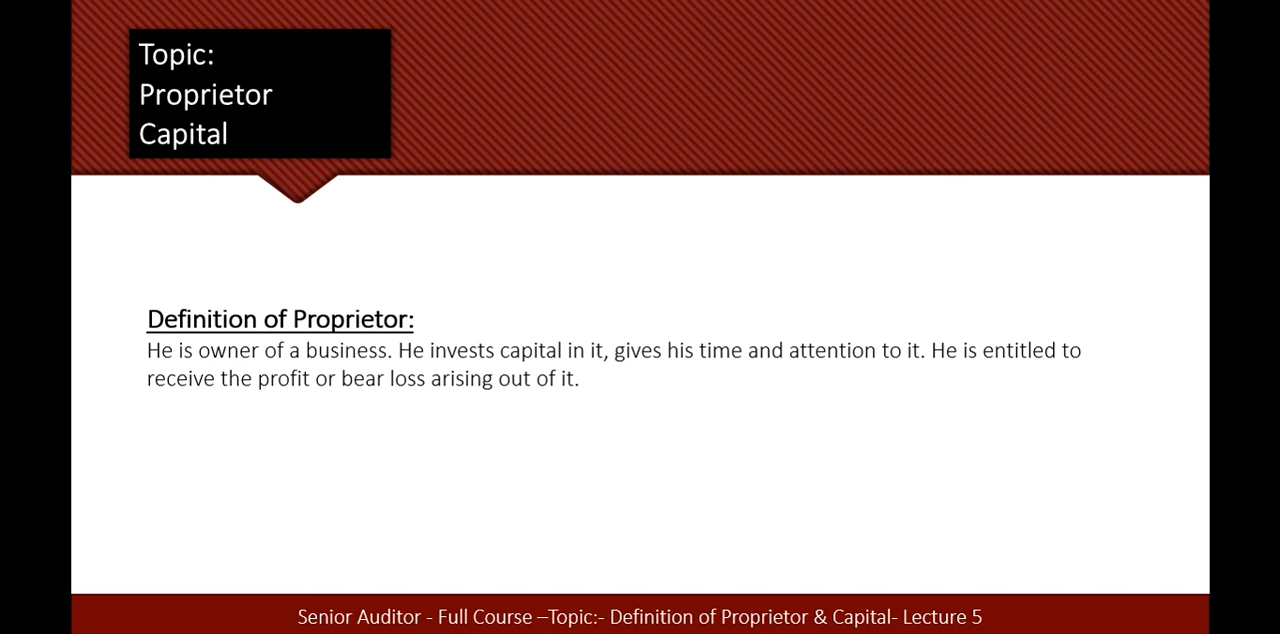 Topic:
Proprietor
Capital
Definition of Proprietor:
He is owner of a business. He invests capital in it, gives his time and attention to it. He is entitled to
receive the profit or bear loss arising out of it.
Senior Auditor - Full Course –Topic:- Definition of Proprietor & Capital- Lecture 5